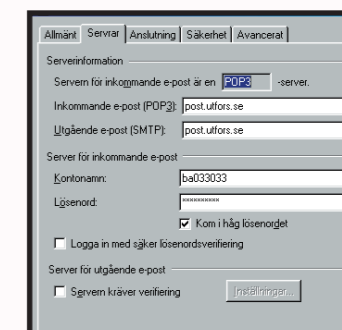 Allmänt Servrar Anslutning Säkerhet Avancerat
Serverinformation
Servern för inkommande e-post är en POP3 -server.
Inkommande e-post (POP3): post.utfors.se
Utgående e-post (SMTP): post.utfors.se
Server för inkommande e-post
Kontonamn: ba033033
Lösenord: **********
Kom i håg lösenordet
Logga in med säker lösenordsverifiering
Server för utgående e-post
Servern kräver verifiering Inställningar...